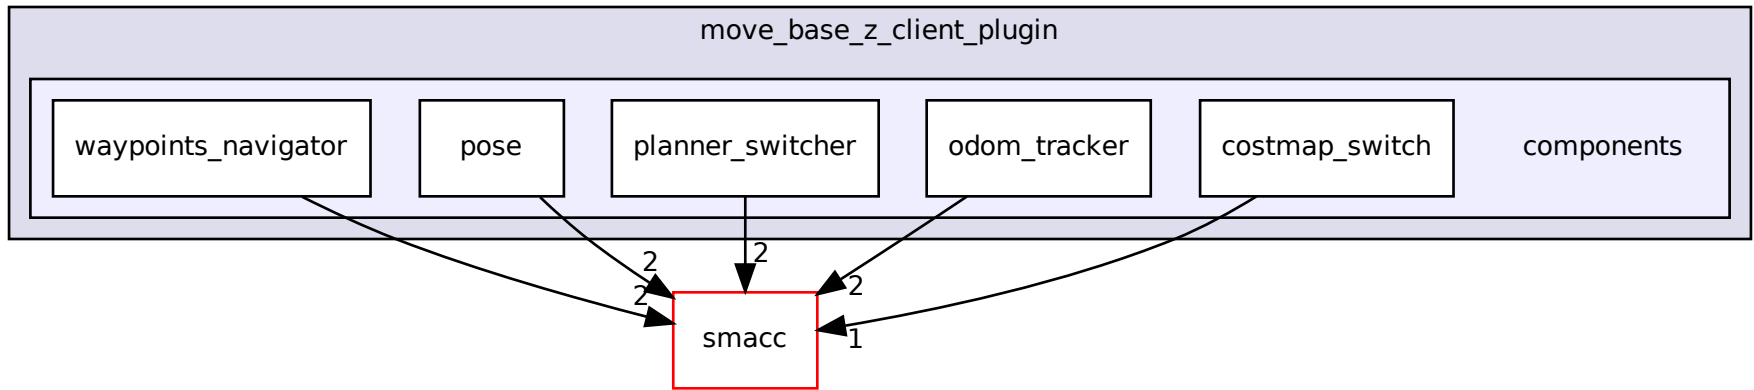 move_base_z_client_plugin
waypoints_navigator
pose
planner_switcher
odom_tracker
costmap_switch
components
2
2
2
2
1
smacc